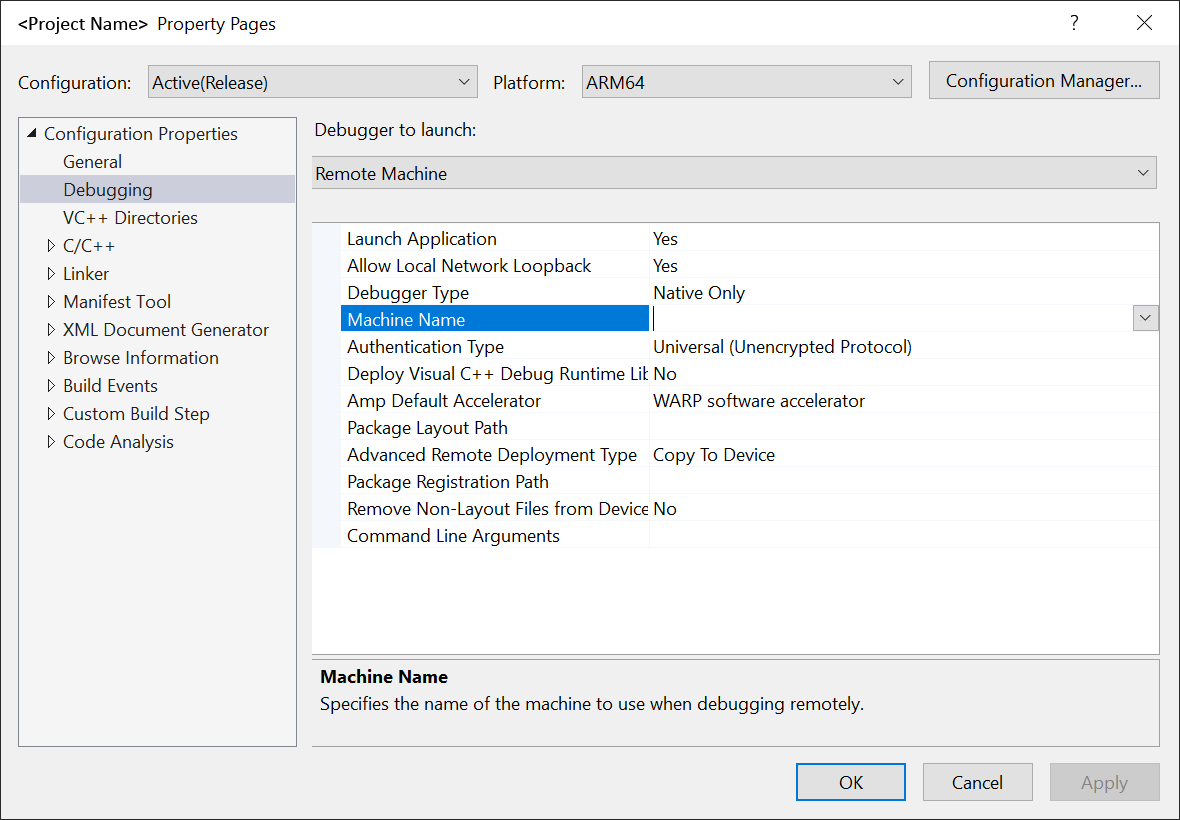 <Project Name> Property Pages
?
Configuration: Active(Release) Platform: ARM64 Configuration Manager...
Configuration Properties
General
Debugging
VC++ Directories
C/C++
Linker
Manifest Tool
XML Document Generator
Browse Information
Build Events
Custom Build Step
Code Analysis
Debugger to launch:
Remote Machine
Launch Application Yes
Allow Local Network Loopback Yes
Debugger Type Native Only
Machine Name
Authentication Type Universal (Unencrypted Protocol)
Deploy Visual C++ Debug Runtime Lib No
Amp Default Accelerator WARP software accelerator
Package Layout Path
Advanced Remote Deployment Type Copy To Device
Package Registration Path
Remove Non-Layout Files from Device No
Command Line Arguments
Machine Name
Specifies the name of the machine to use when debugging remotely.
OK Cancel Apply